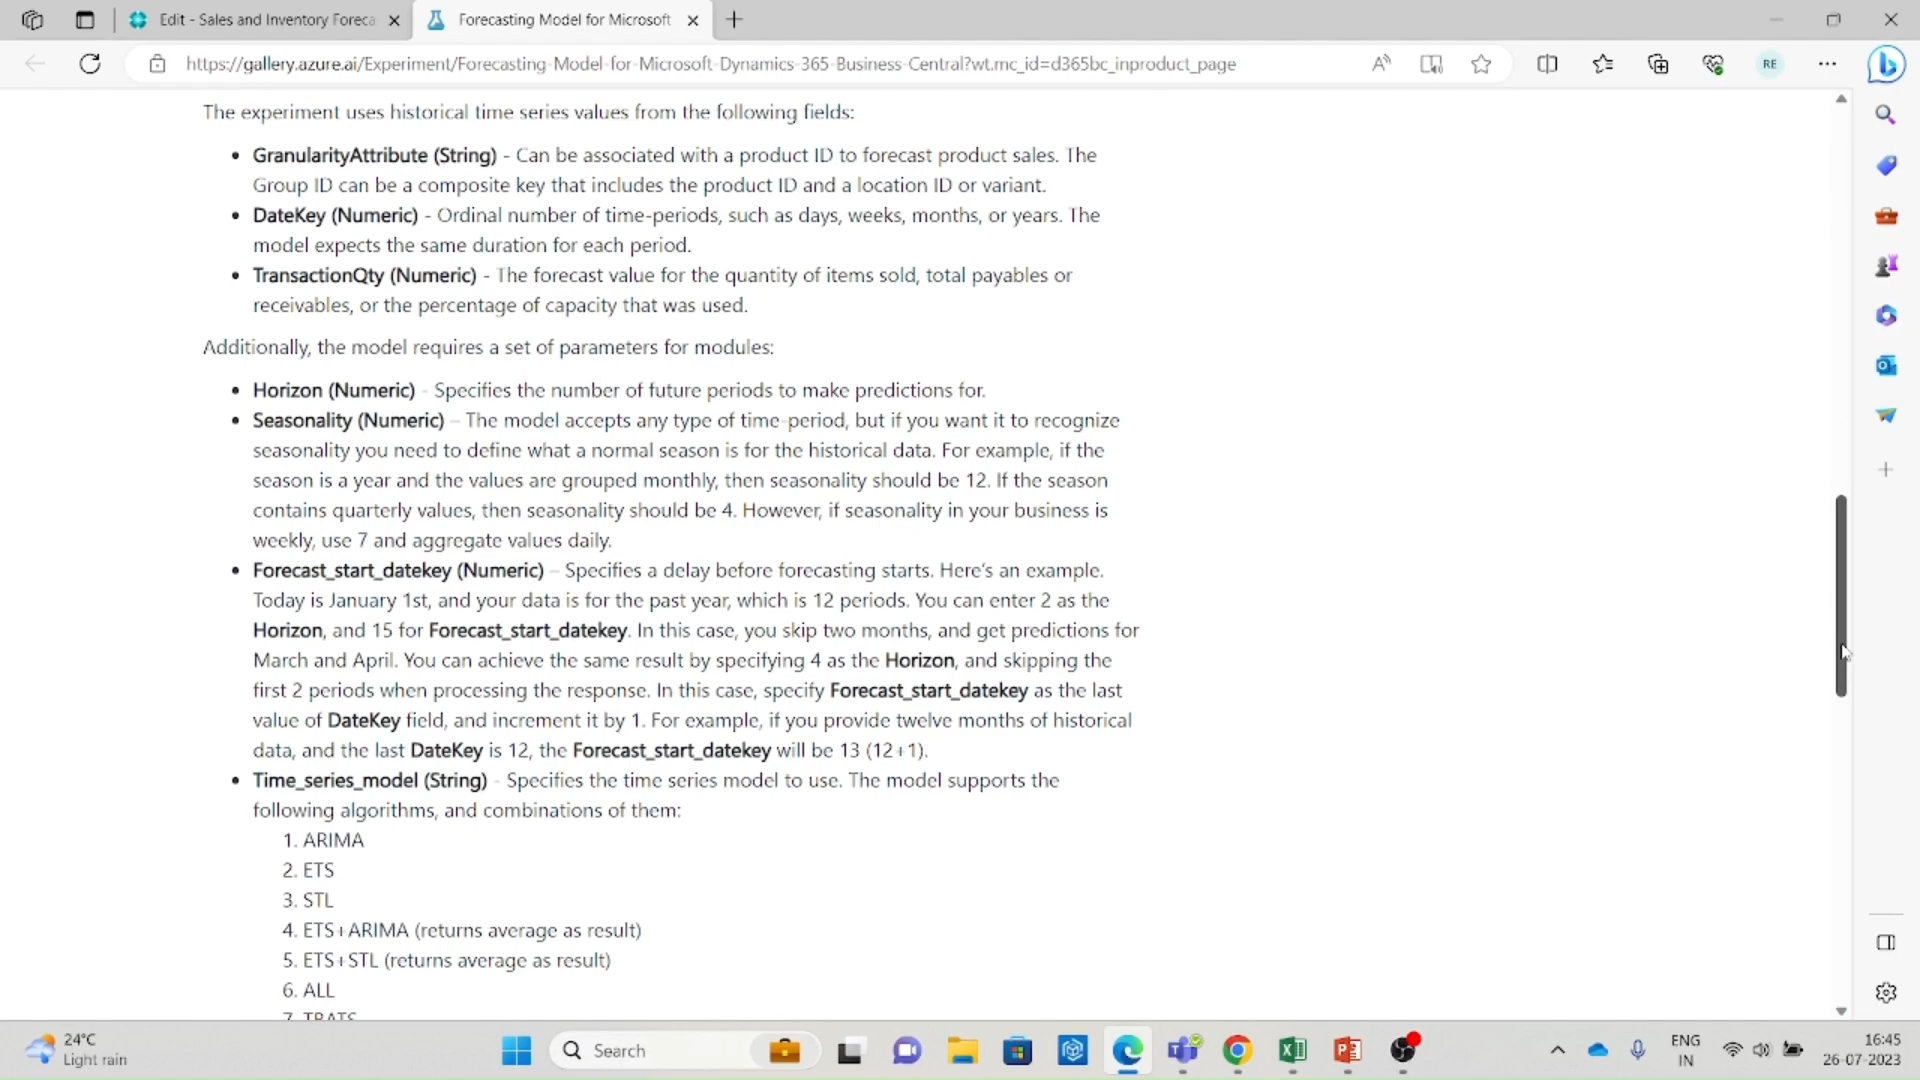 Edit - Sales and Inventory Foreca
Forecasting Model for Microsoft
https://gallery.azure.ai/Experiment/Forecasting-Model-for-Microsoft-Dynamics-365-Business-Central?wt.mc_id=d365bc_inproduct_page
RE
The experiment uses historical time series values from the following fields:
• GranularityAttribute (String) - Can be associated with a product ID to forecast product sales. The
Group ID can be a composite key that includes the product ID and a location ID or variant.
• DateKey (Numeric) - Ordinal number of time-periods, such as days, weeks, months, or years. The
model expects the same duration for each period.
• TransactionQty (Numeric) - The forecast value for the quantity of items sold, total payables or
receivables, or the percentage of capacity that was used.
Additionally, the model requires a set of parameters for modules:
• Horizon (Numeric) - Specifies the number of future periods to make predictions for.
• Seasonality (Numeric) – The model accepts any type of time-period, but if you want it to recognize
seasonality you need to define what a normal season is for the historical data. For example, if the
season is a year and the values are grouped monthly, then seasonality should be 12. If the season
contains quarterly values, then seasonality should be 4. However, if seasonality in your business is
weekly, use 7 and aggregate values daily.
• Forecast_start_datekey (Numeric) – Specifies a delay before forecasting starts. Here's an example.
Today is January 1st, and your data is for the past year, which is 12 periods. You can enter 2 as the
Horizon, and 15 for Forecast_start_datekey. In this case, you skip two months, and get predictions for
March and April. You can achieve the same result by specifying 4 as the Horizon, and skipping the
first 2 periods when processing the response. In this case, specify Forecast_start_datekey as the last
value of DateKey field, and increment it by 1. For example, if you provide twelve months of historical
data, and the last DateKey is 12, the Forecast_start_datekey will be 13 (12+1).
• Time_series_model (String) - Specifies the time series model to use. The model supports the
following algorithms, and combinations of them:
1. ARIMA
2. ETS
3. STL
4. ETS+ARIMA (returns average as result)
5. ETS+STL (returns average as result)
6. ALL
7. TBATS
24°C
Light rain
Search
ENG
IN
16:45
26-07-2023